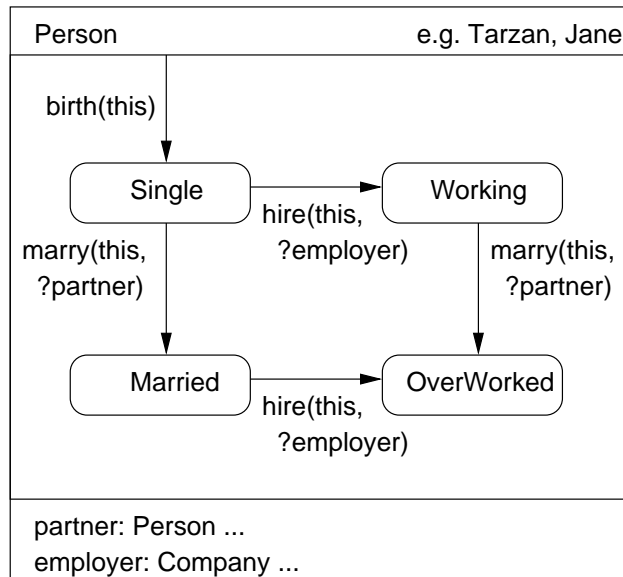 Person e.g. Tarzan, Jane
birth(this)
Single Working
hire(this,
?employer)
marry(this,
?partner)
marry(this,
?partner)
Married OverWorked
hire(this,
?employer)
partner: Person ...
employer: Company ...